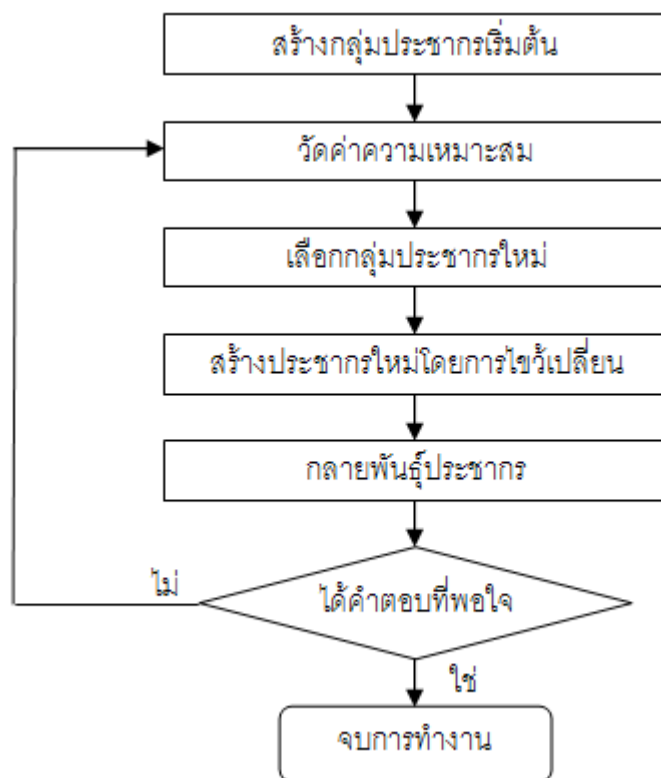 สร้างกลุ่มประชากรเริ่มต้น
วัดค่าความเหมาะสม
เลือกกลุ่มประชากรใหม่
สร้างประชากรใหม่โดยการไขว้เปลี่ยน
กลายพันธุ์ประชากร
ไม่
ได้คำตอบที่พอใจ
ใช่
จบการทำงาน